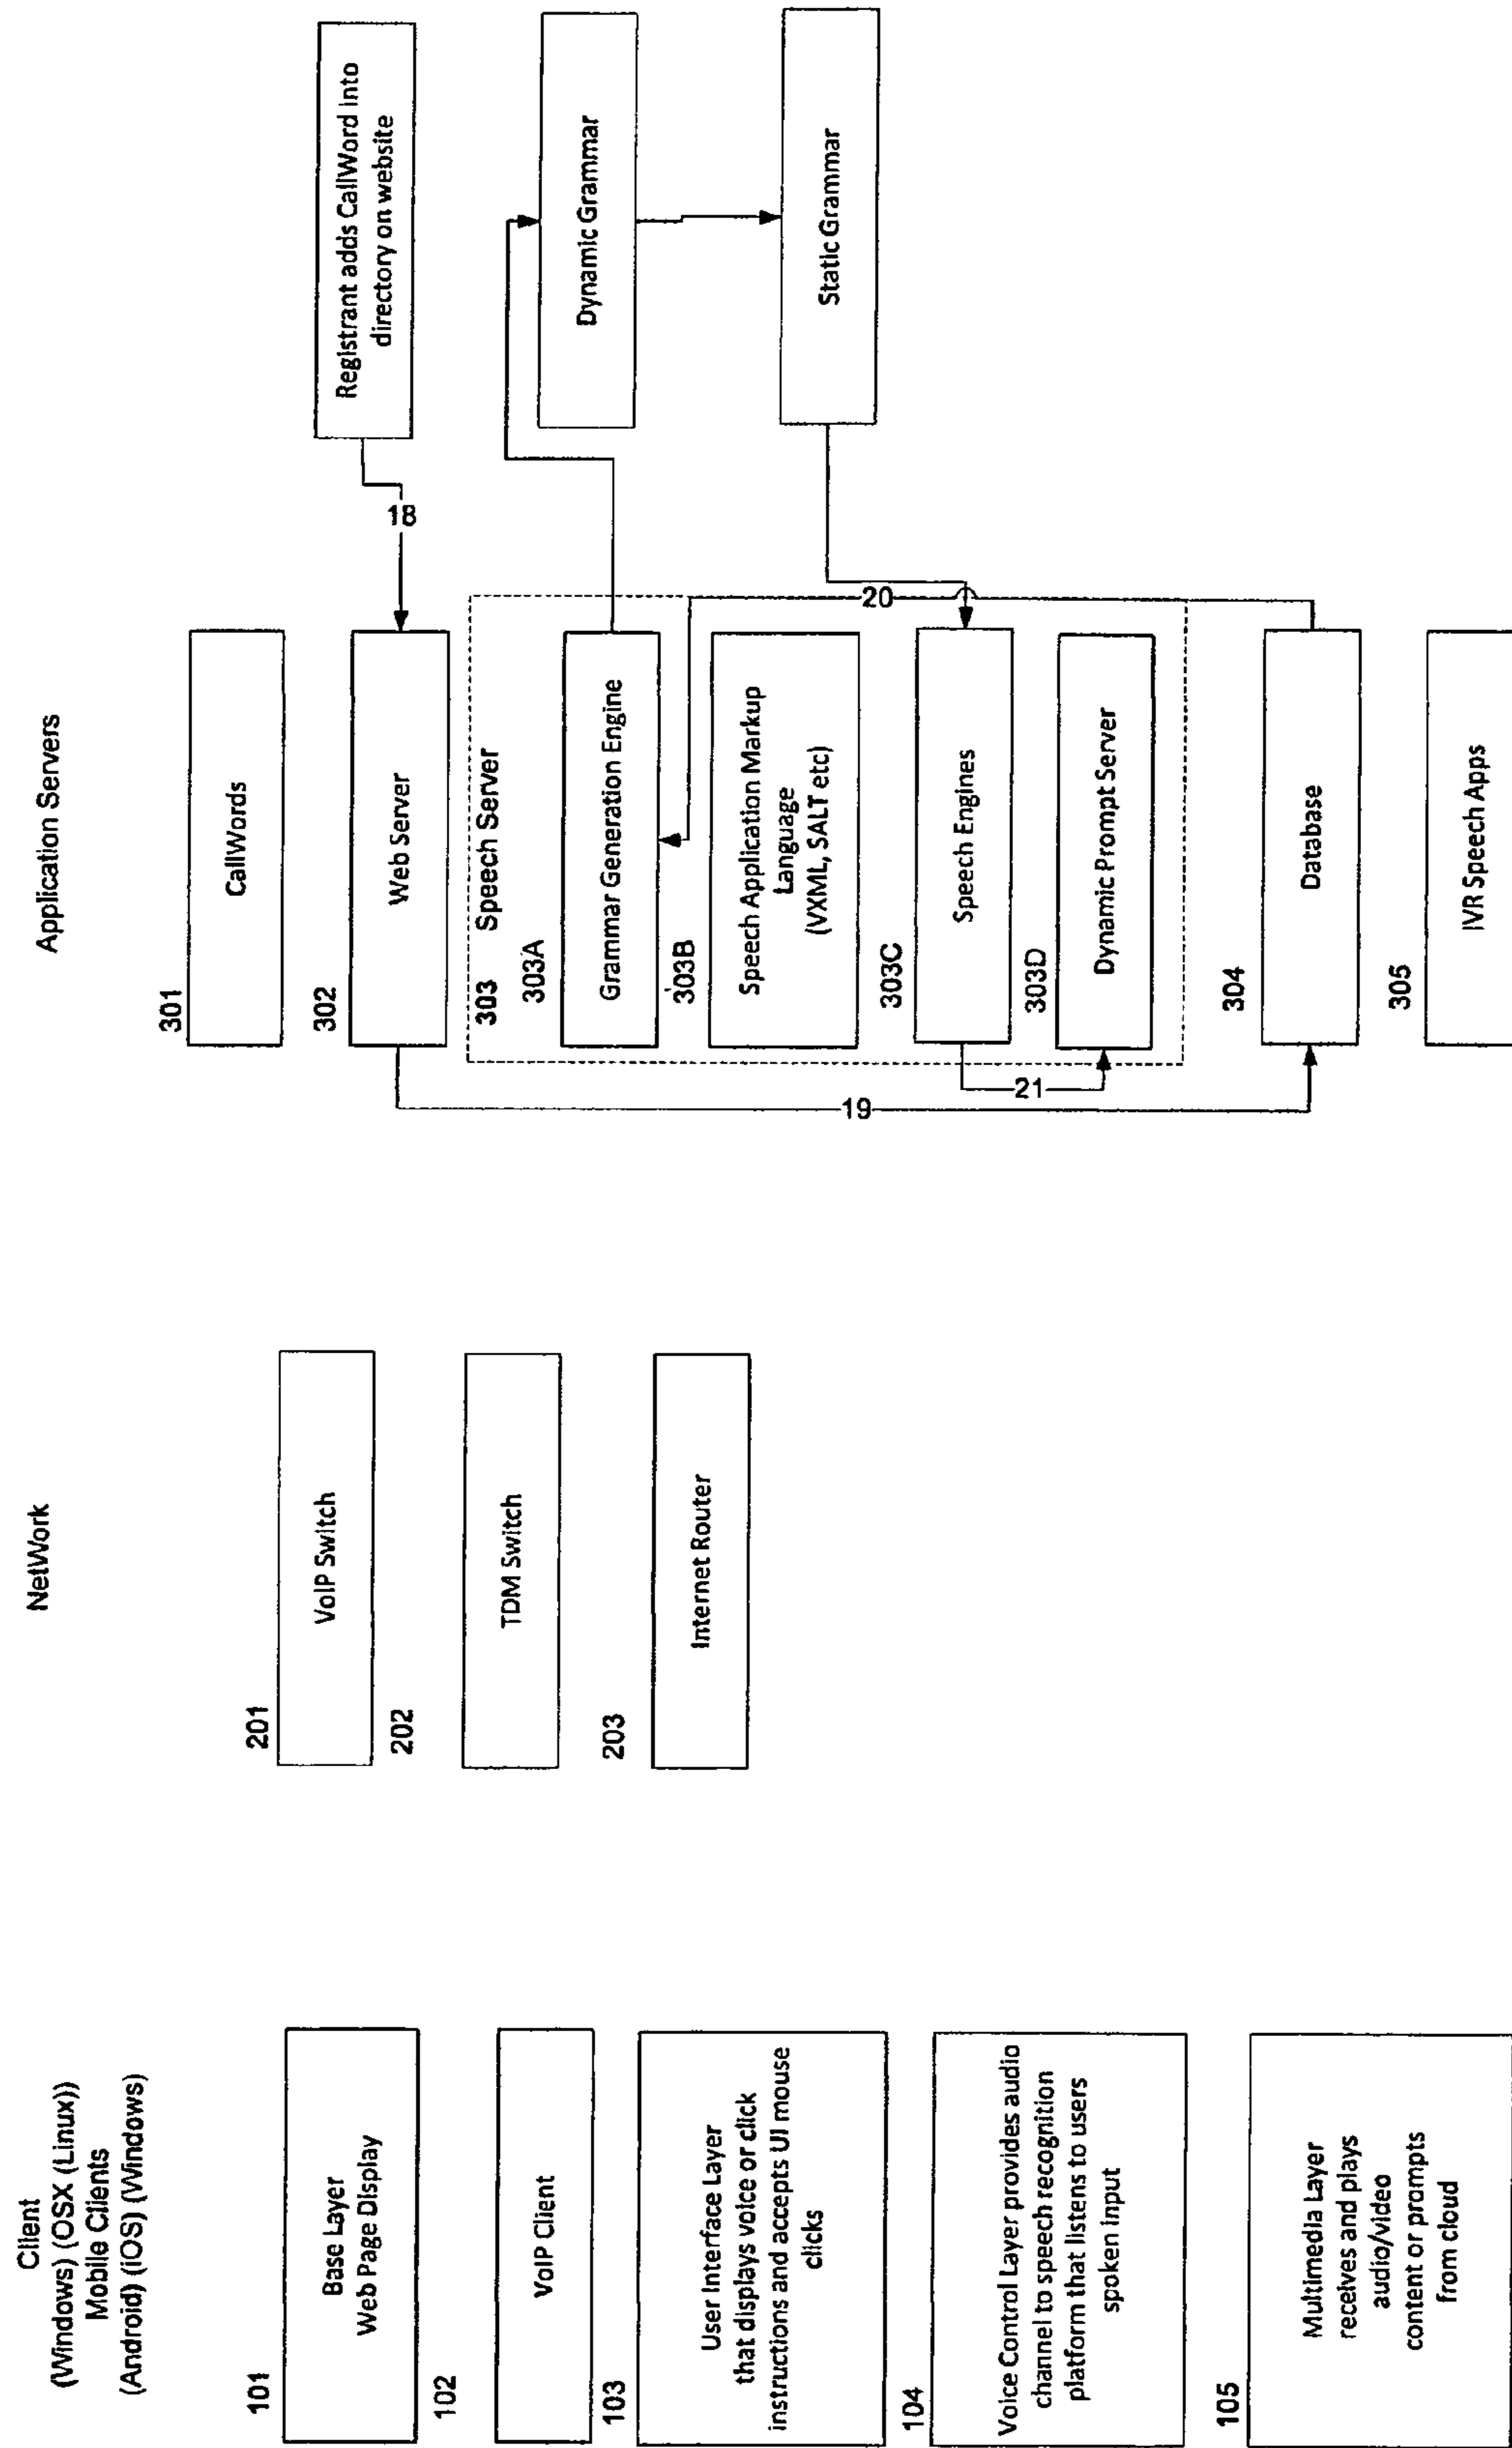 Client
(Windows) (OSX (Linux))
Mobile Clients
(Android) (iOS) (Windows)
101
Base Layer
Web Page Display
102
VoIP Client
103
User Interface Layer
that displays voice or click
instructions and accepts UI mouse
clicks
104
Voice Control Layer provides audio
channel to speech recognition
platform that listens to users
spoken input
105
Multimedia Layer
receives and plays
audio/video
content or prompts
from cloud
NetWork
201
VoIP Switch
202
TDM Switch
203
Internet Router
Application Servers
301
CallWords
302
Web Server
303 Speech Server
303A
Grammar Generation Engine
303B
Speech Application Markup
Language
(VXML, SALT etc)
303C
Speech Engines
303D
Dynamic Prompt Server
304
Database
305
IVR Speech Apps
18
19
20
21
Registrant adds CallWord into
directory on website
Dynamic Grammar
Static Grammar